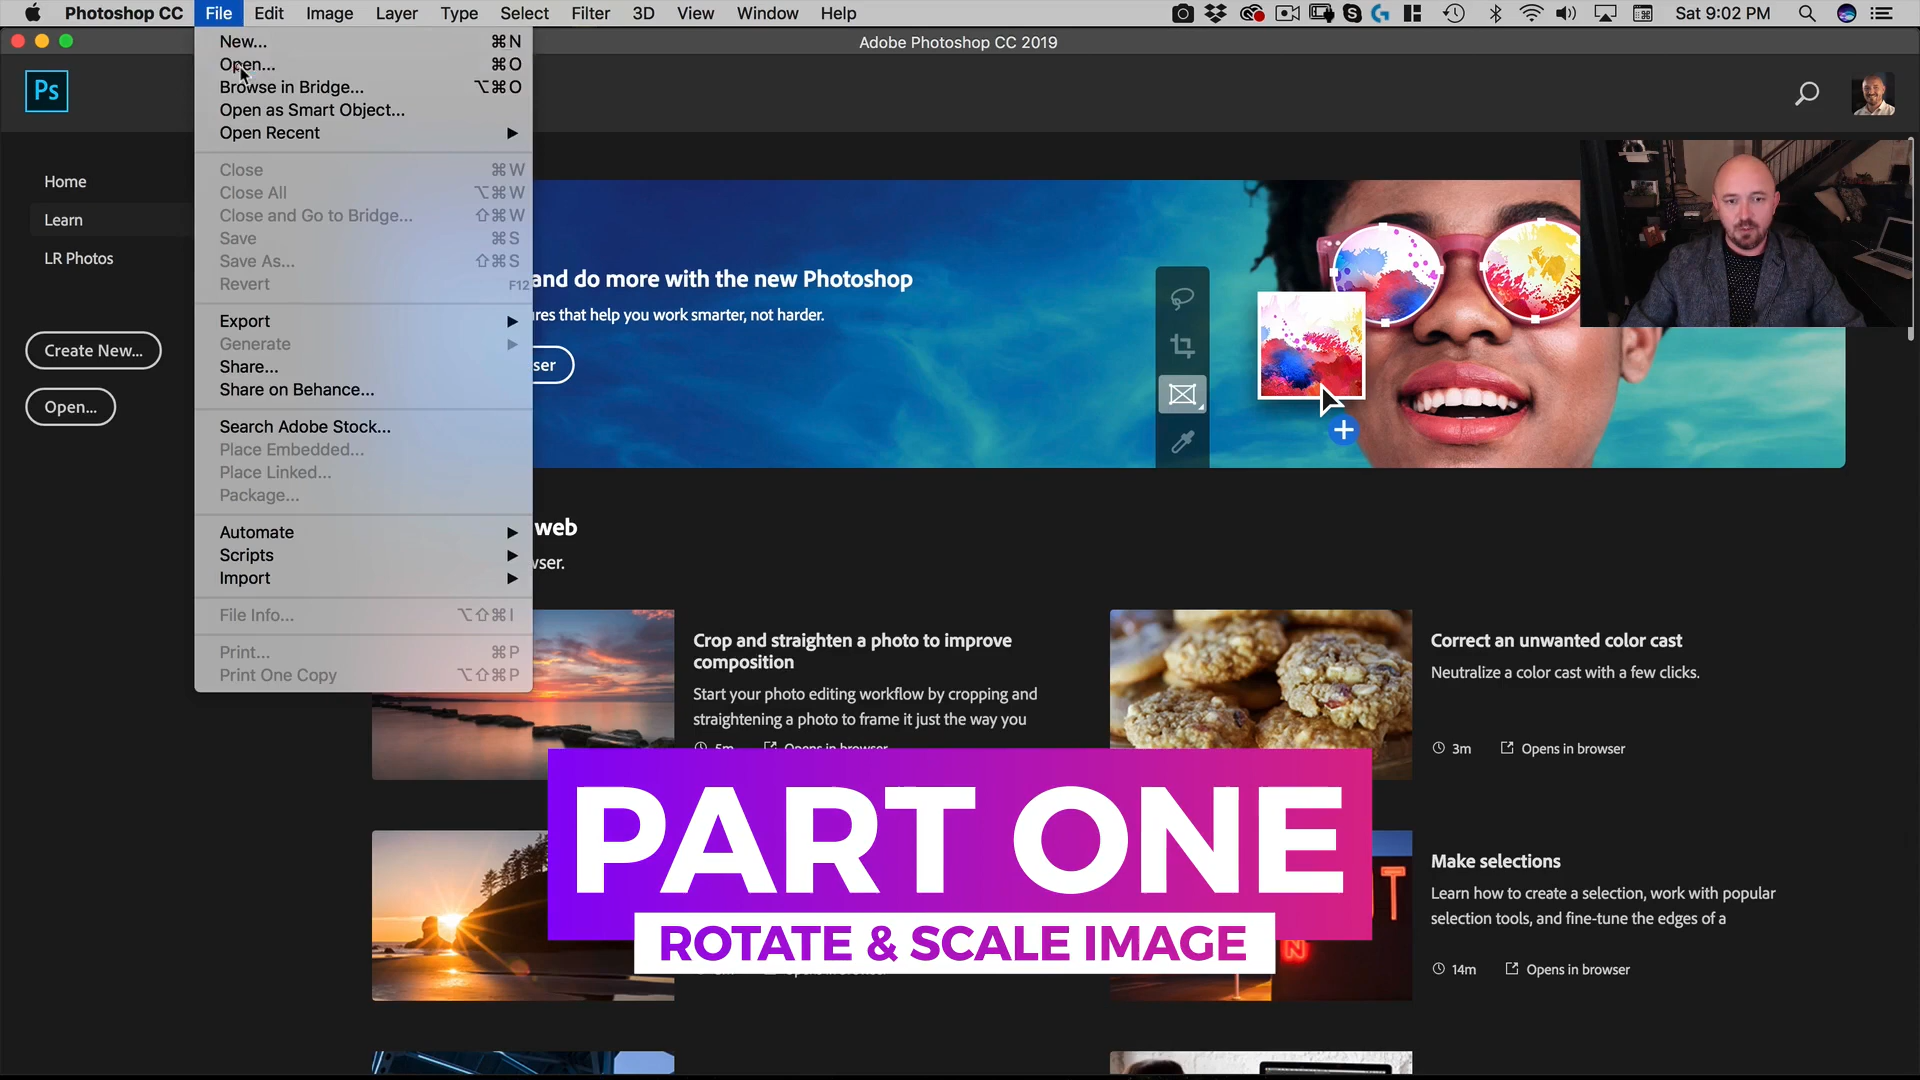 Photoshop CC File Edit Image Layer Type Select Filter 3D View Window Help Sat 9:02 PM
Adobe Photoshop CC 2019
Ps
New... ⌘N
Open... ⌘O
Browse in Bridge... ⌥⌘O
Open as Smart Object...
Open Recent
Close ⌘W
Close All ⌥⌘W
Close and Go to Bridge... ⇧⌘W
Save ⌘S
Save As... ⇧⌘S
Revert F12
Export
Generate
Share...
Share on Behance...
Search Adobe Stock...
Place Embedded...
Place Linked...
Package...
Automate
Scripts
Import
File Info... ⌥⇧⌘I
Print... ⌘P
Print One Copy ⌥⇧⌘P
Home
Learn
LR Photos
Create New...
Open...
and do more with the new Photoshop
res that help you work smarter, not harder.
ser
web
wser.
Crop and straighten a photo to improve
composition
Start your photo editing workflow by cropping and
straightening a photo to frame it just the way you
5m Opens in browser
Correct an unwanted color cast
Neutralize a color cast with a few clicks.
3m Opens in browser
Make selections
Learn how to create a selection, work with popular
selection tools, and fine-tune the edges of a
14m Opens in browser
PART ONE
ROTATE & SCALE IMAGE